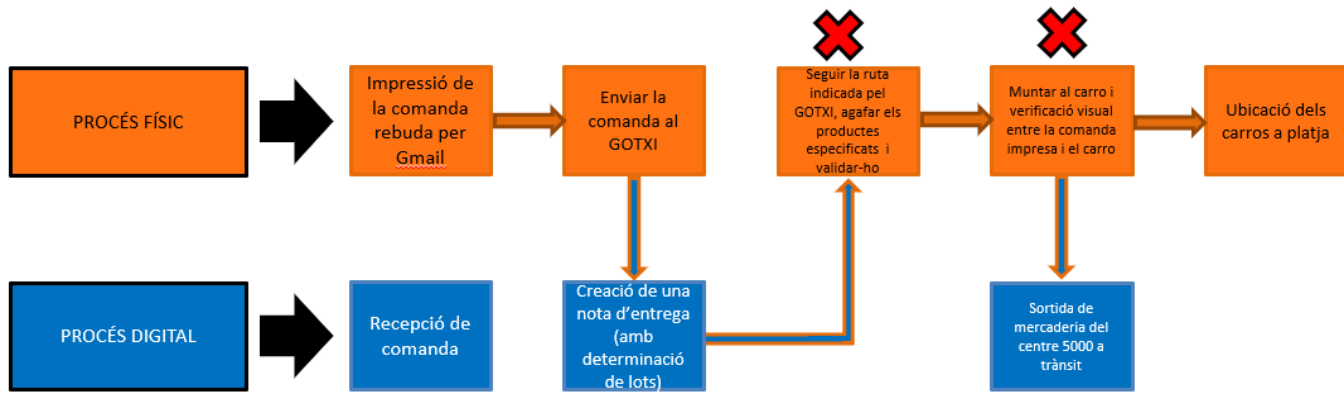 PROCÉS FÍSIC
Impressió de
la comanda
rebuda per
Gmail
Enviar la
comanda al
GOTXI
Seguir la ruta
indicada pel
GOTXI, agafar els
productes
especificats i
validar-ho
Muntar al carro i
verificació visual
entre la comanda
impresa i el carro
Ubicació dels
carros a platja
PROCÉS DIGITAL
Recepció de
comanda
Creació de una
nota d'entrega
(amb
determinació
de lots)
Sortida de
mercaderia del
centre 5000 a
trànsit